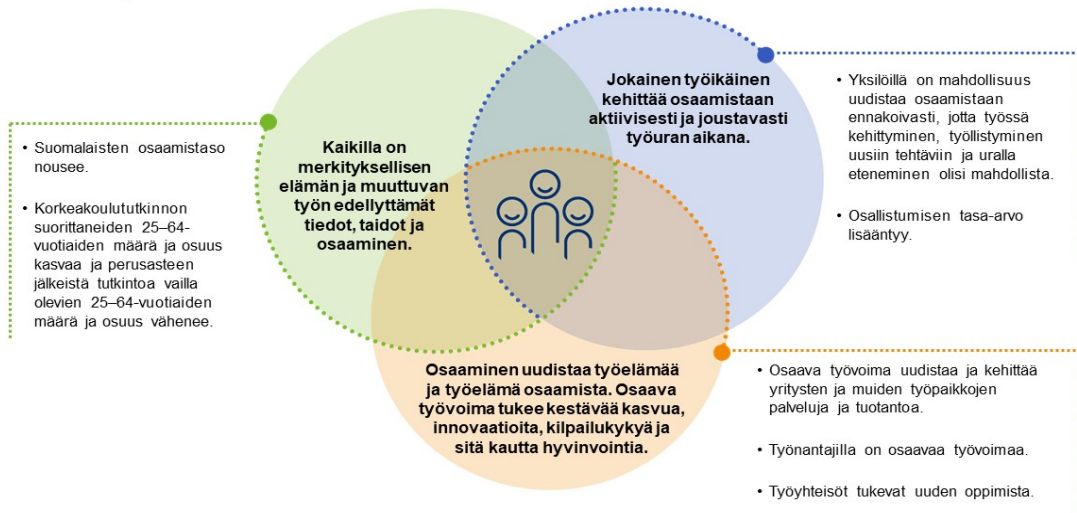 • Suomalaisten osaamistaso
nousee.
• Korkeakoulututkinnon
suorittaneiden 25–64-
vuotiaiden määrä ja osuus
kasvaa ja perusasteen
jälkeistä tutkintoa vailla
olevien 25–64-vuotiaiden
määrä ja osuus vähenee.
Kaikilla on
merkityksellisen
elämän ja muuttuvan
työn edellyttämät
tiedot, taidot ja
osaaminen.
Jokainen työikäinen
kehittää osaamistaan
aktiivisesti ja joustavasti
työuran aikana.
• Yksilöillä on mahdollisuus
uudistaa osaamistaan
ennakoivasti, jotta työssä
kehittyminen, työllistyminen
uusiin tehtäviin ja uralla
eteneminen olisi mahdollista.
• Osallistumisen tasa-arvo
lisääntyy.
Osaaminen uudistaa työelämää
ja työelämä osaamista. Osaava
työvoima tukee kestävää kasvua,
innovaatioita, kilpailukykyä ja
sitä kautta hyvinvointia.
• Osaava työvoima uudistaa ja kehittää
yritysten ja muiden työpaikkojen
palveluja ja tuotantoa.
• Työnantajilla on osaavaa työvoimaa.
• Työyhteisöt tukevat uuden oppimista.